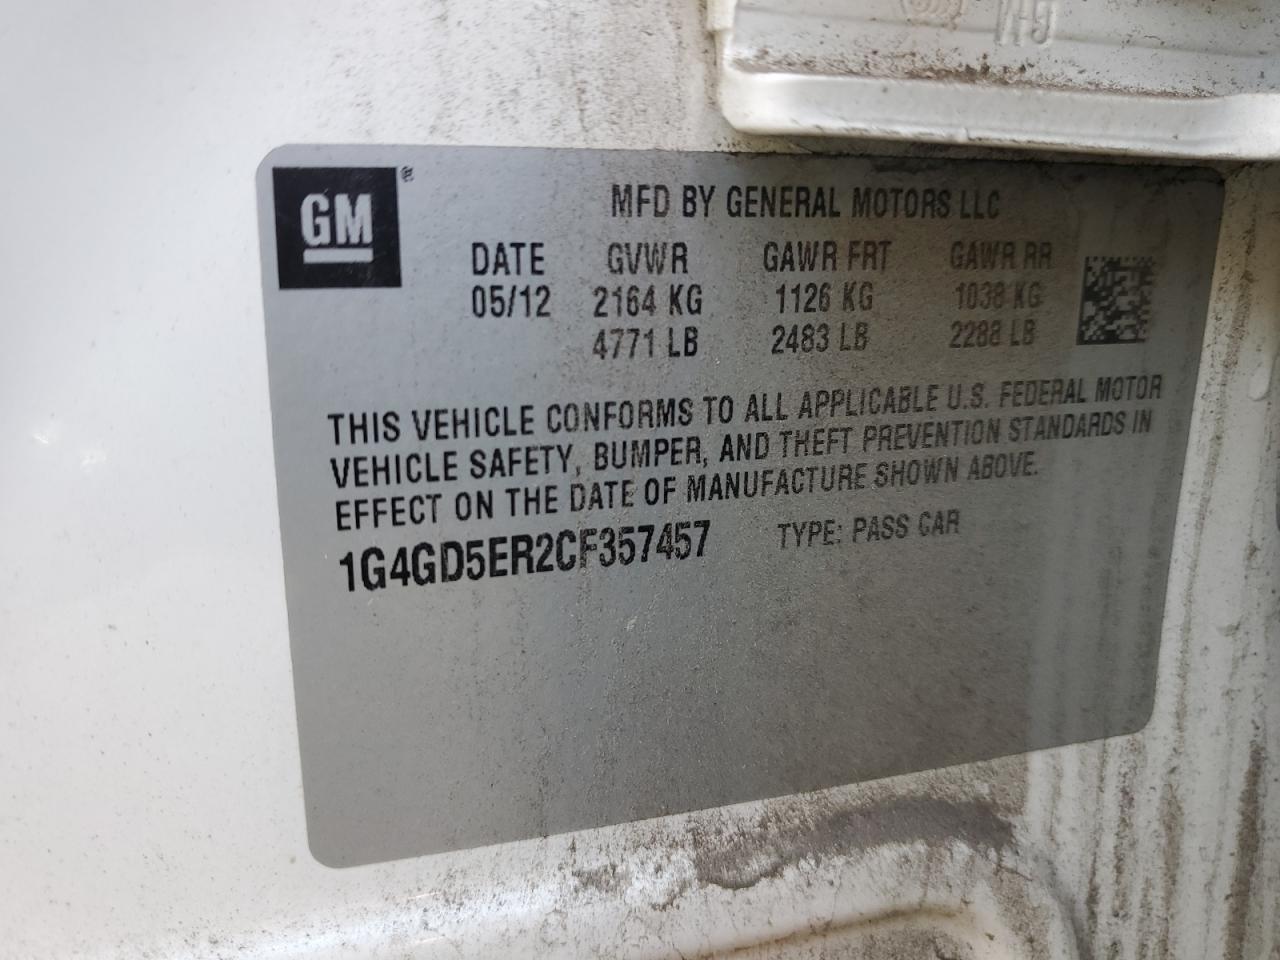 GM®
MFD BY GENERAL MOTORS LLC
DATE GVWR GAWR FRT GAWR RR
05/12 2164 KG 1126 KG 1038 KG
4771 LB 2483 LB 2288 LB
THIS VEHICLE CONFORMS TO ALL APPLICABLE U.S. FEDERAL MOTOR
VEHICLE SAFETY, BUMPER, AND THEFT PREVENTION STANDARDS IN
EFFECT ON THE DATE OF MANUFACTURE SHOWN ABOVE.
1G4GD5ER2CF357457 TYPE: PASS CAR